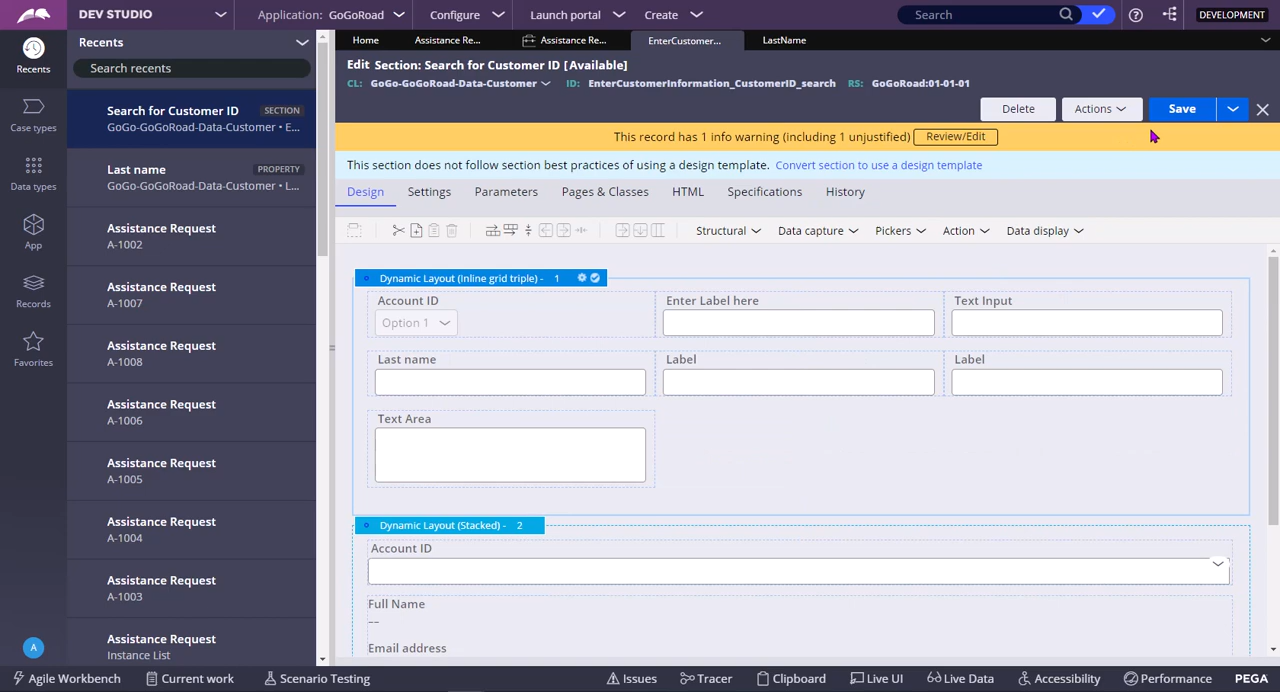 DEV STUDIO
Application: GoGoRoad
Configure
Launch portal
Create
Search
DEVELOPMENT
Recents
Case types
Data types
App
Records
Favorites
A
Recents
Search recents
Search for Customer ID SECTION
GoGo-GoGoRoad-Data-Customer • E...
Last name PROPERTY
GoGo-GoGoRoad-Data-Customer • L...
Assistance Request
A-1002
Assistance Request
A-1007
Assistance Request
A-1008
Assistance Request
A-1006
Assistance Request
A-1005
Assistance Request
A-1004
Assistance Request
A-1003
Assistance Request
Instance List
Home
Assistance Re...
Assistance Re...
EnterCustomer...
LastName
Edit Section: Search for Customer ID [Available]
CL: GoGo-GoGoRoad-Data-Customer ID: EnterCustomerInformation_CustomerID_search RS: GoGoRoad:01-01-01
Delete
Actions
Save
This record has 1 info warning (including 1 unjustified) Review/Edit
This section does not follow section best practices of using a design template. Convert section to use a design template
Design
Settings
Parameters
Pages & Classes
HTML
Specifications
History
Structural
Data capture
Pickers
Action
Data display
Dynamic Layout (Inline grid triple) - 1
Account ID
Option 1
Enter Label here
Text Input
Last name
Label
Label
Text Area
Dynamic Layout (Stacked) - 2
Account ID
Full Name
––
Email address
Agile Workbench
Current work
Scenario Testing
Issues
Tracer
Clipboard
Live UI
Live Data
Accessibility
Performance
PEGA